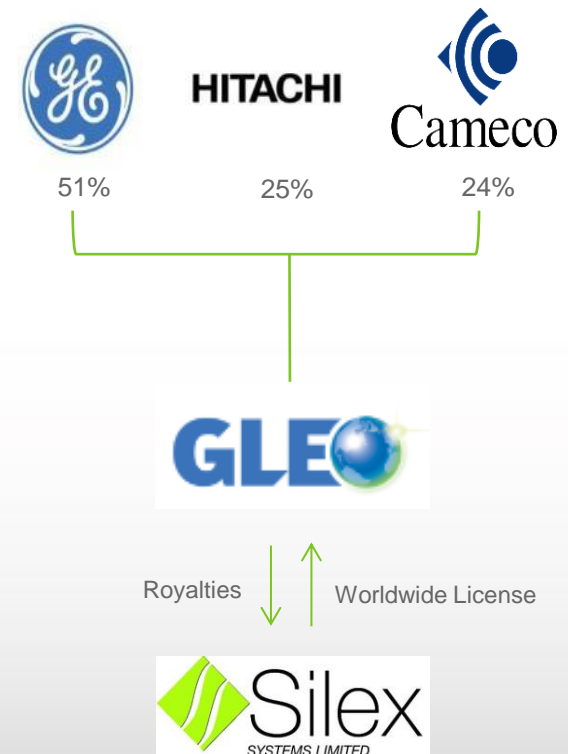 GE
HITACHI
Cameco
51%
25%
24%
GLE
Royalties
Worldwide License
Silex
SYSTEMS LIMITED